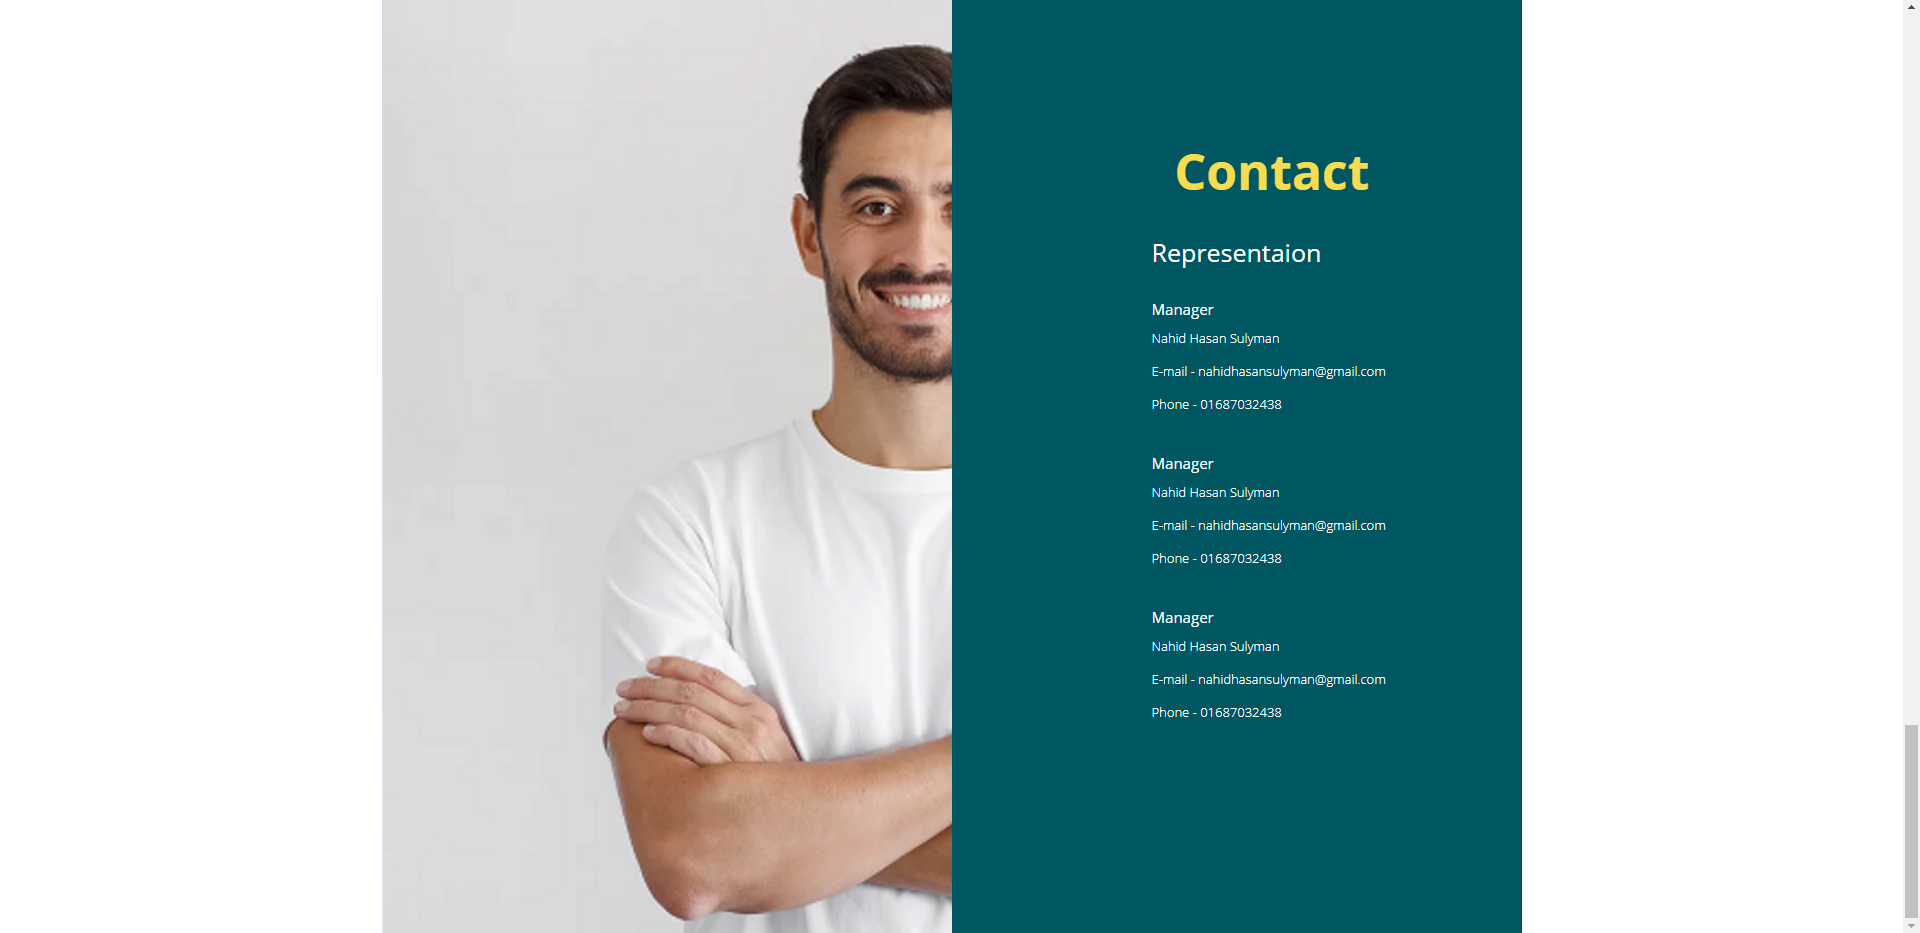 Contact
Representaion
Manager
Nahid Hasan Sulyman
E-mail - nahidhasansulyman@gmail.com
Phone - 01687032438
Manager
Nahid Hasan Sulyman
E-mail - nahidhasansulyman@gmail.com
Phone - 01687032438
Manager
Nahid Hasan Sulyman
E-mail - nahidhasansulyman@gmail.com
Phone - 01687032438